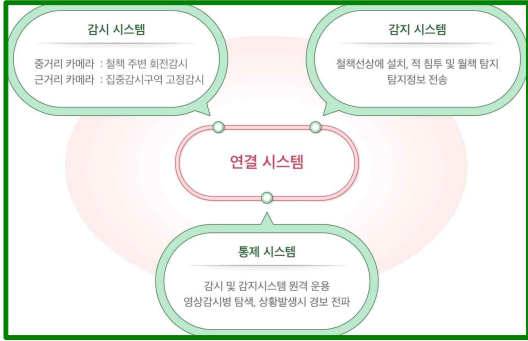 감시 시스템
중거리 카메라 : 철책 주변 회전감시
근거리 카메라 : 집중감시구역 고정감시
감지 시스템
철책선상에 설치, 적 침투 및 월책 탐지
탐지정보 전송
연결 시스템
통제 시스템
감시 및 감지시스템 원격 운용
영상감시병 탐색, 상황발생시 경보 전파